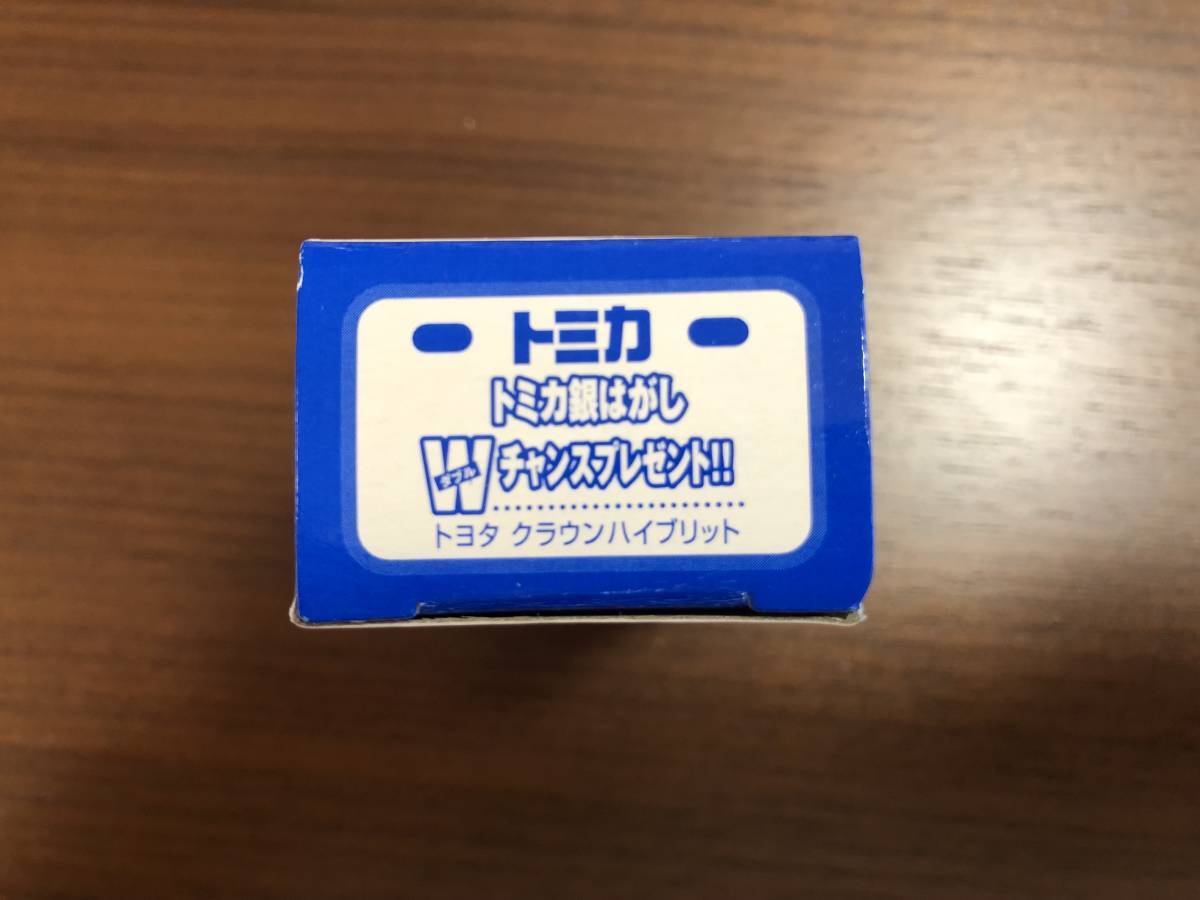 トミカ
トミカ銀はがし
Wダブルチャンスプレゼント!!
トヨタ クラウンハイブリット